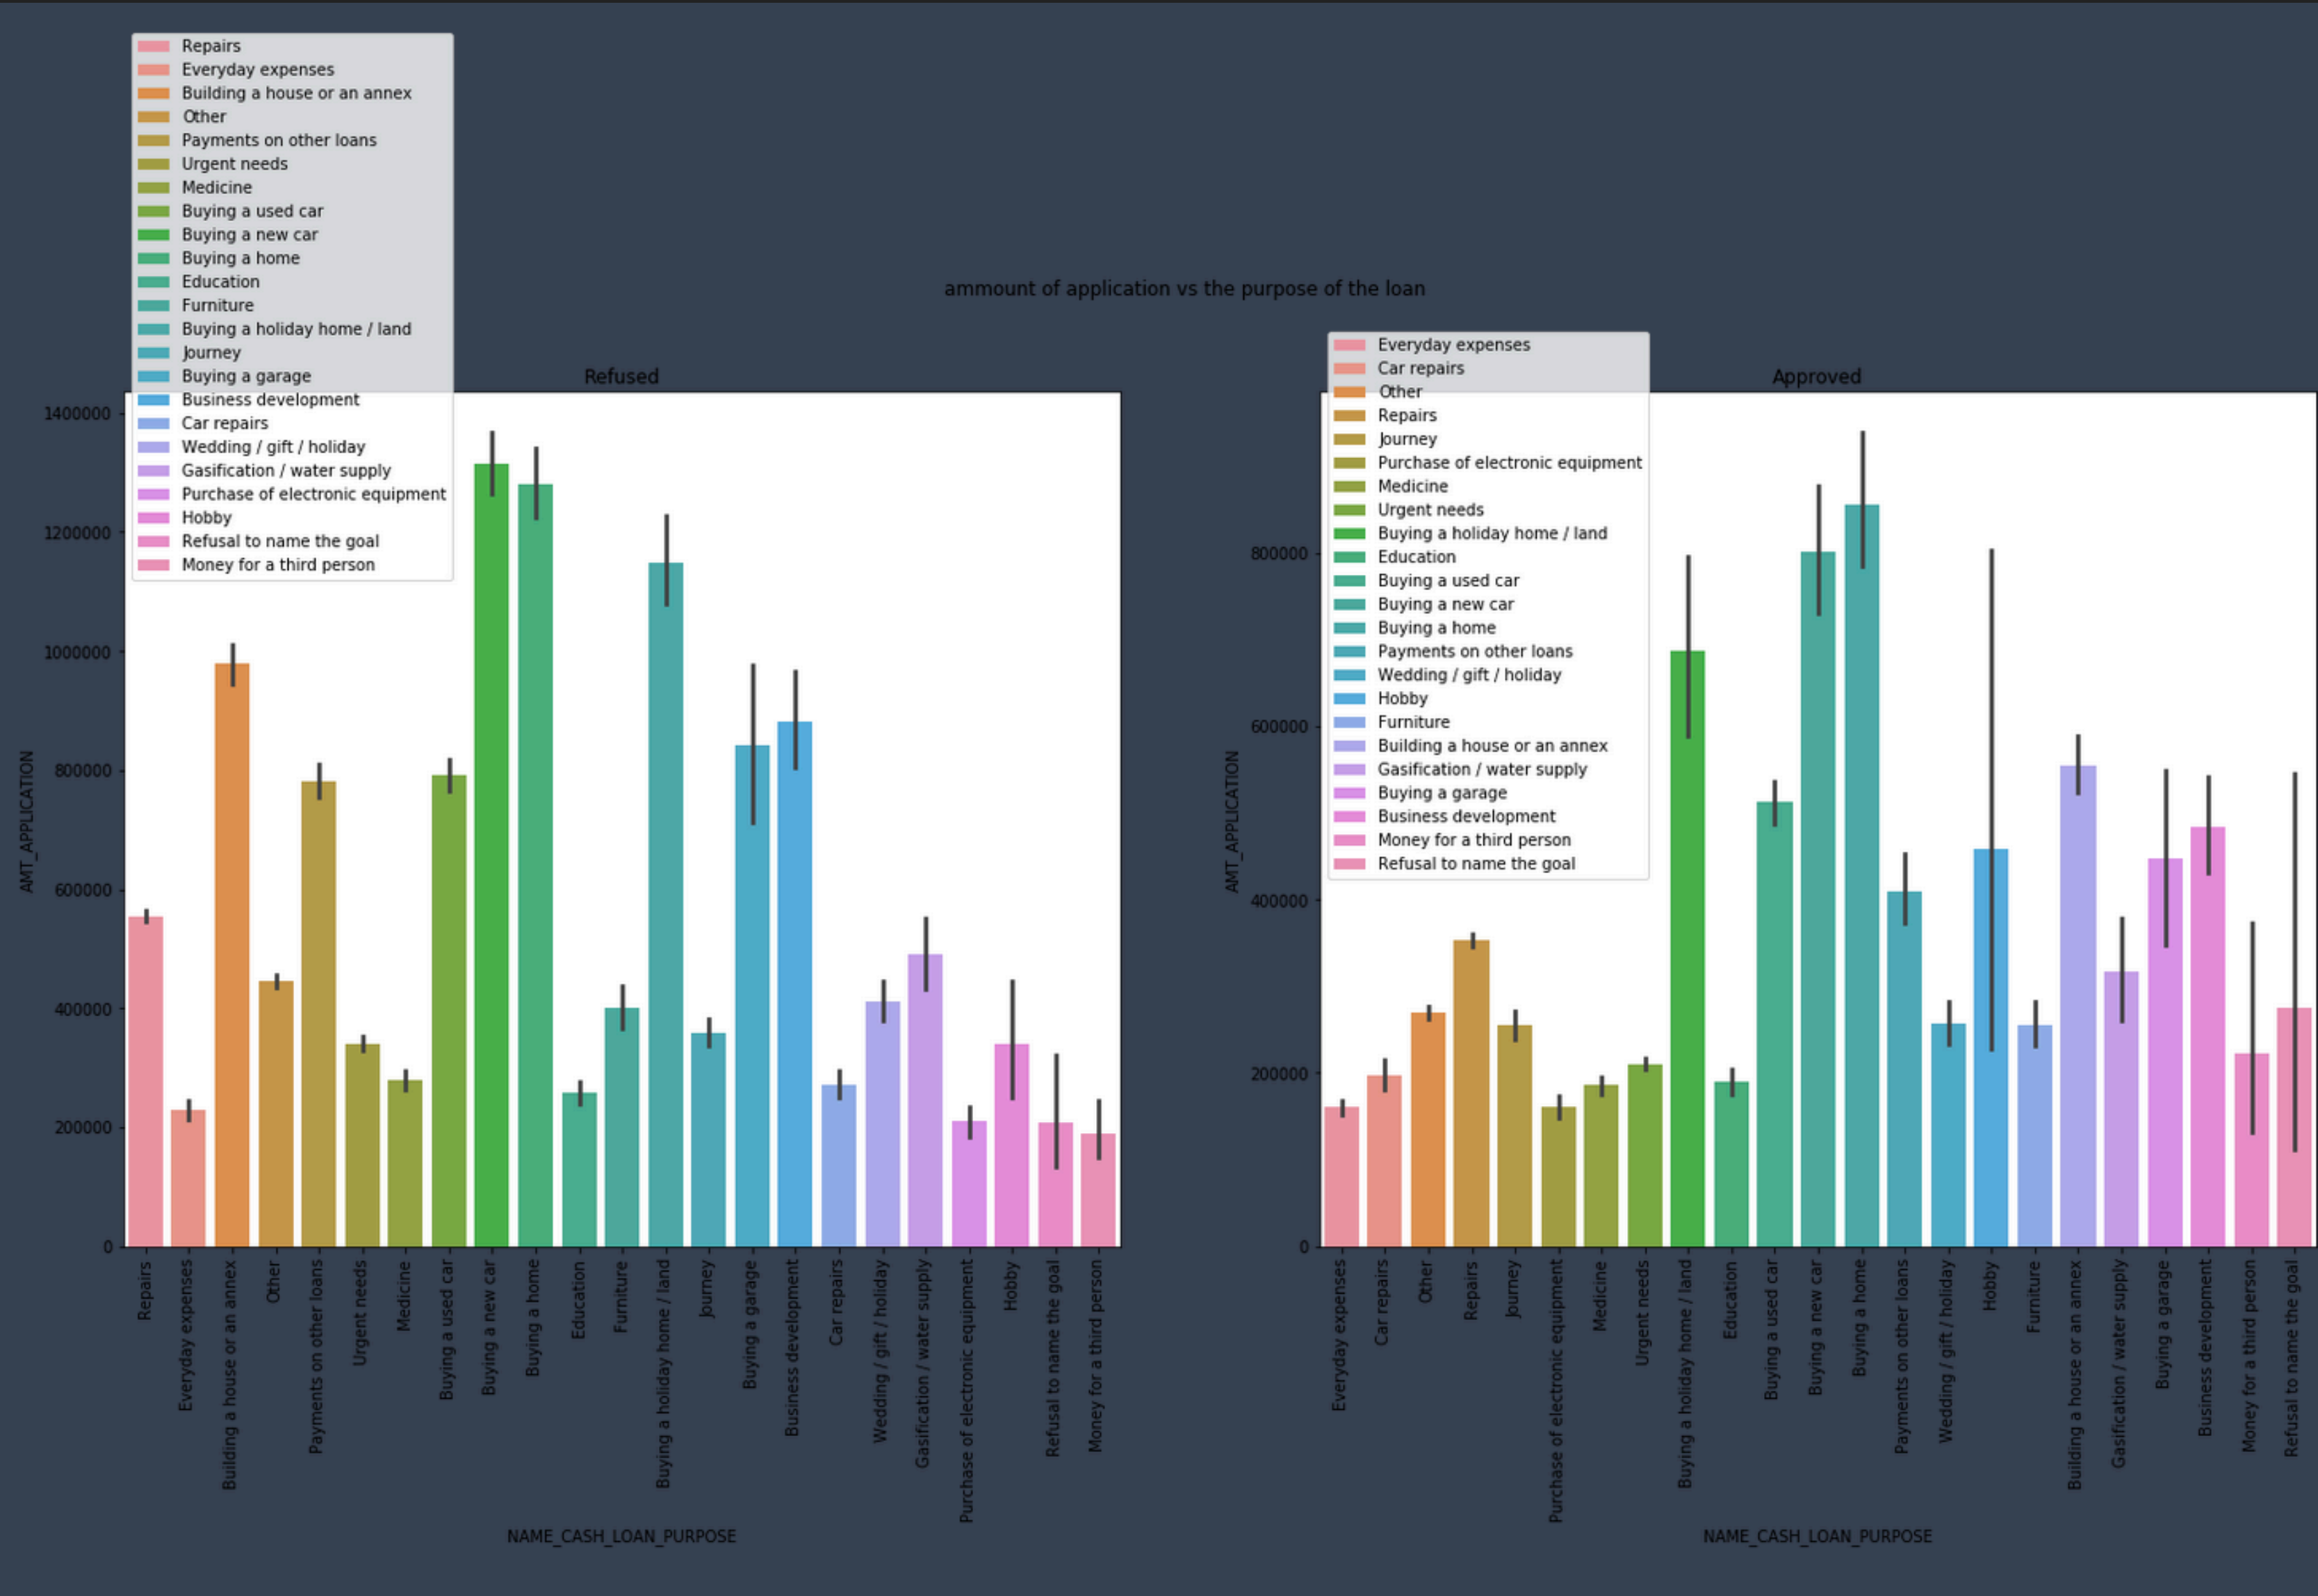 Repairs
Everyday expenses
Building a house or an annex
Other
Payments on other loans
Urgent needs
Medicine
Buying a used car
Buying a new car
Buying a home
Education
Furniture
Buying a holiday home / land
Journey
Buying a garage
Business development
Car repairs
Wedding / gift / holiday
Gasification / water supply
Purchase of electronic equipment
Hobby
Refusal to name the goal
Money for a third person
ammount of application vs the purpose of the loan
Refused
1400000
1200000
1000000
800000
600000
400000
200000
0
AMT_APPLICATION
Repairs
Everyday expenses
Building a house or an annex
Other
Payments on other loans
Urgent needs
Medicine
Buying a used car
Buying a new car
Buying a home
Education
Furniture
Buying a holiday home / land
Journey
Buying a garage
Business development
Car repairs
Wedding / gift / holiday
Gasification / water supply
Purchase of electronic equipment
Hobby
Refusal to name the goal
Money for a third person
NAME_CASH_LOAN_PURPOSE
Approved
Everyday expenses
Car repairs
Other
Repairs
Journey
Purchase of electronic equipment
Medicine
Urgent needs
Buying a holiday home / land
Education
Buying a used car
Buying a new car
Buying a home
Payments on other loans
Wedding / gift / holiday
Hobby
Furniture
Building a house or an annex
Gasification / water supply
Buying a garage
Business development
Money for a third person
Refusal to name the goal
800000
600000
400000
200000
0
AMT_APPLICATION
Everyday expenses
Car repairs
Other
Repairs
Journey
Purchase of electronic equipment
Medicine
Urgent needs
Buying a holiday home / land
Education
Buying a used car
Buying a new car
Buying a home
Payments on other loans
Wedding / gift / holiday
Hobby
Furniture
Building a house or an annex
Gasification / water supply
Buying a garage
Business development
Money for a third person
Refusal to name the goal
NAME_CASH_LOAN_PURPOSE